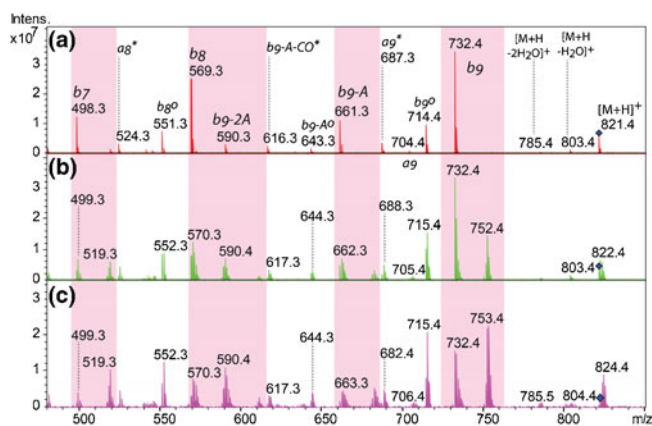 Intens.
x10⁷
(a)
a8*
b9-A-CO*
a9*
687.3
732.4
[M+H
-2H₂O]+
[M+H
-H₂O]+
3
2
1
0
b7
498.3
b8
569.3
b8o
551.3
b9-2A
590.3
b9-Ao
643.3
b9-A
661.3
b9o
714.4
b9
[M+H]+
821.4
524.3
616.3
704.4
785.4
803.4
(b)
a9
732.4
3
2
1
0
499.3
519.3
552.3
570.3
590.4
617.3
644.3
662.3
688.3
705.4
715.4
752.4
803.4
822.4
(c)
3
2
1
0
499.3
519.3
552.3
570.3
590.4
617.3
644.3
663.3
682.4
706.4
715.4
732.4
753.4
785.5
804.4
824.4
500
550
600
650
700
750
800
m/z